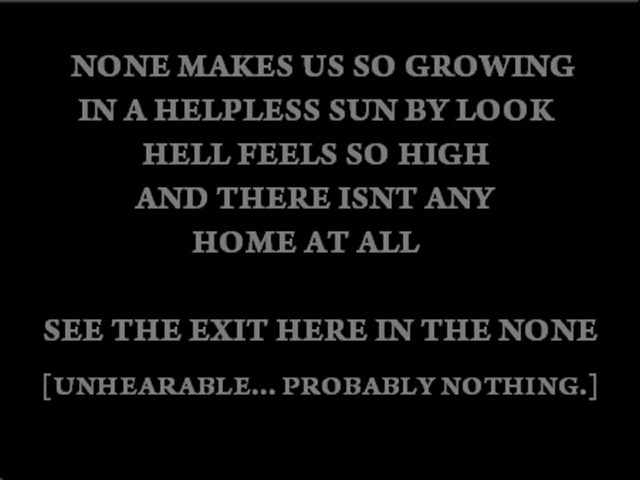 NONE MAKES US SO GROWING
IN A HELPLESS SUN BY LOOK
HELL FEELS SO HIGH
AND THERE ISNT ANY
HOME AT ALL
SEE THE EXIT HERE IN THE NONE
[UNHEARABLE... PROBABLY NOTHING.]